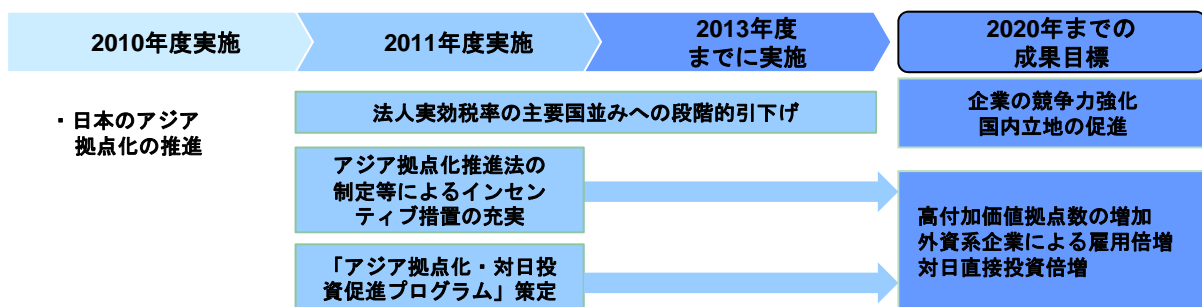 2010年度実施
2011年度実施
2013年度
までに実施
2020年までの
成果目標
・日本のアジア
拠点化の推進
法人実効税率の主要国並みへの段階的引下げ
企業の競争力強化
国内立地の促進
アジア拠点化推進法の
制定等によるインセン
ティブ措置の充実
「アジア拠点化・対日投
資促進プログラム」策定
高付加価値拠点数の増加
外資系企業による雇用倍増
対日直接投資倍増